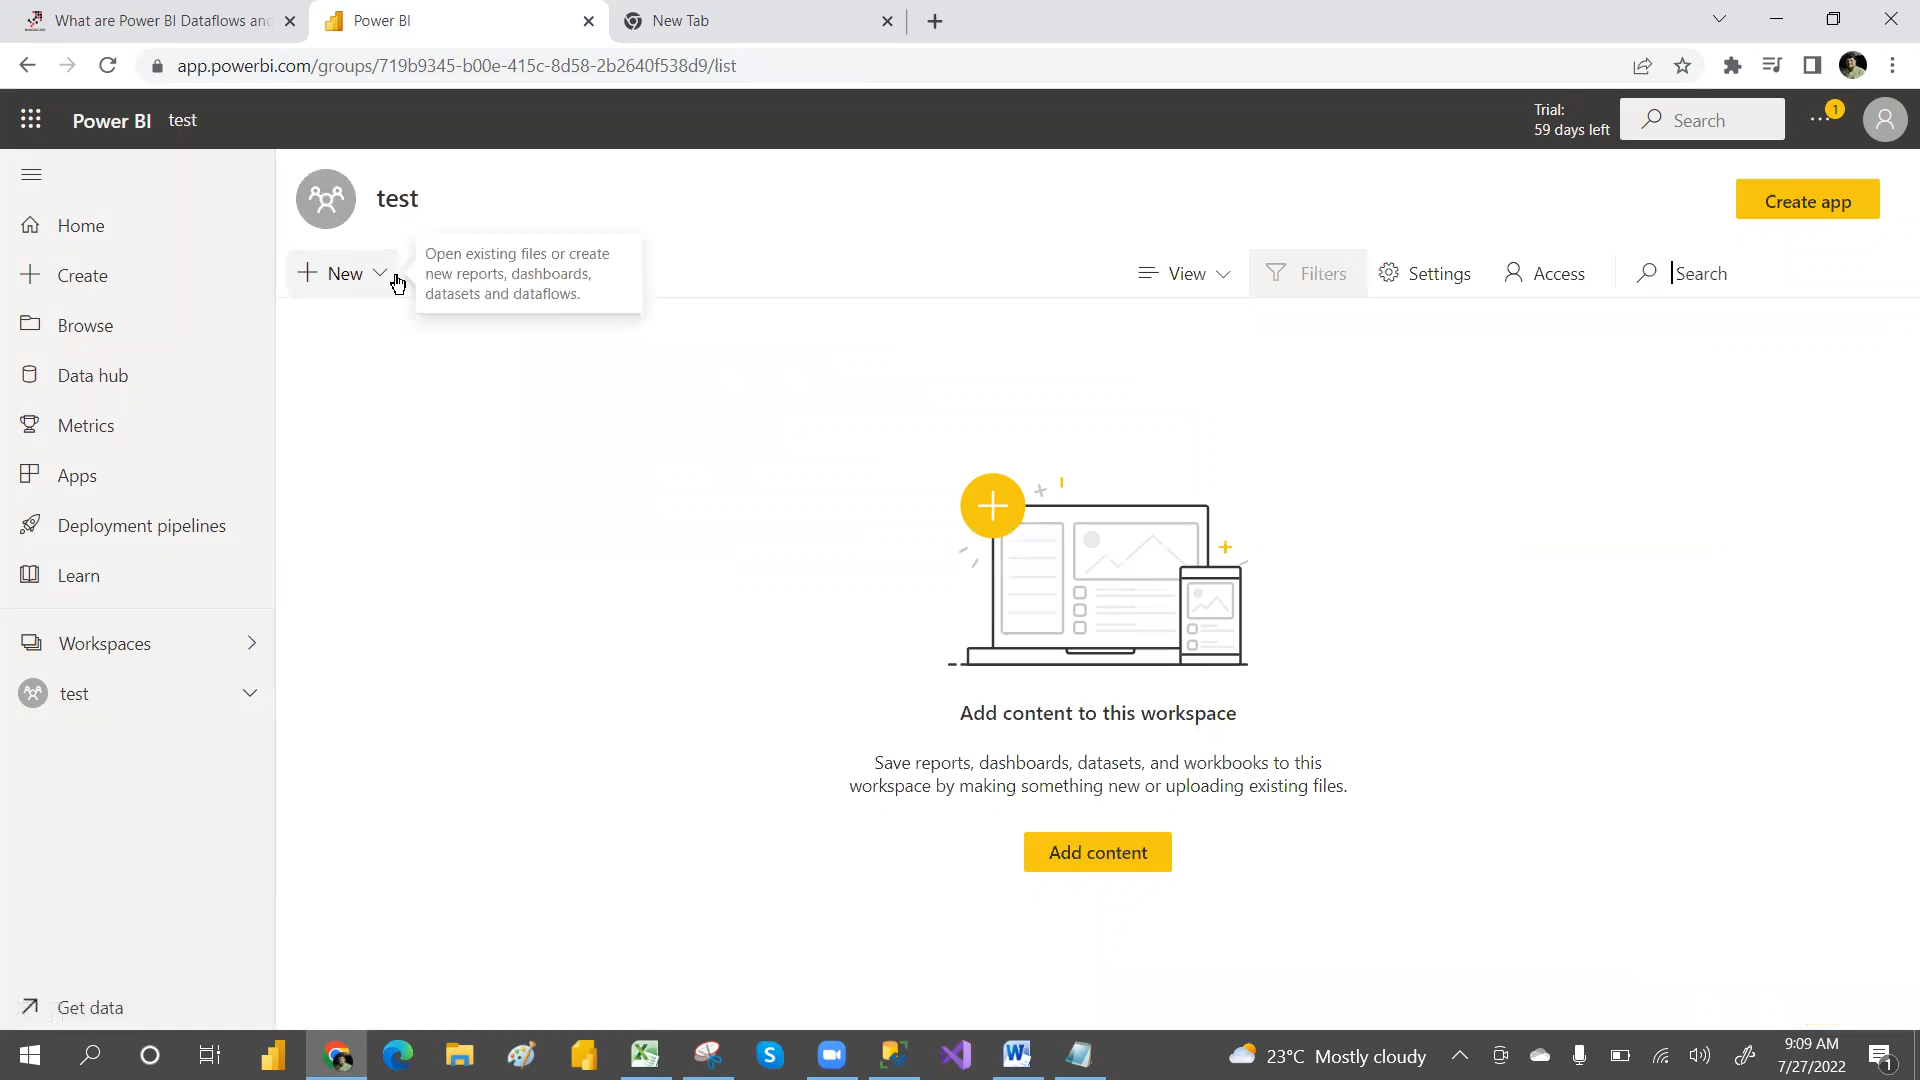 What are Power BI Dataflows and
Power BI
New Tab
app.powerbi.com/groups/719b9345-b00e-415c-8d58-2b2640f538d9/list
Power BI test
Trial:
59 days left
Search
1
test
Create app
New
Open existing files or create
new reports, dashboards,
datasets and dataflows.
View
Filters
Settings
Access
Search
Home
Create
Browse
Data hub
Metrics
Apps
Deployment pipelines
Learn
Workspaces
test
Get data
Add content to this workspace
Save reports, dashboards, datasets, and workbooks to this
workspace by making something new or uploading existing files.
Add content
23°C Mostly cloudy
9:09 AM
7/27/2022
1